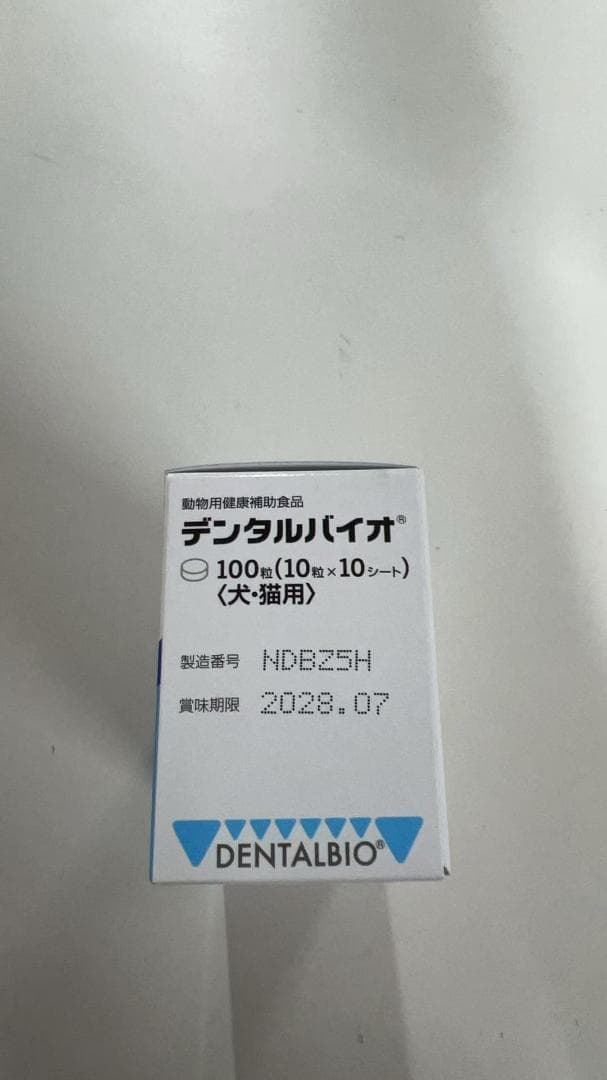 動物用健康補助食品
デンタルバイオ®
100粒(10粒×10シート)
〈犬・猫用〉
製造番号 NDBZ5H
賞味期限 2028.07
DENTALBIO®